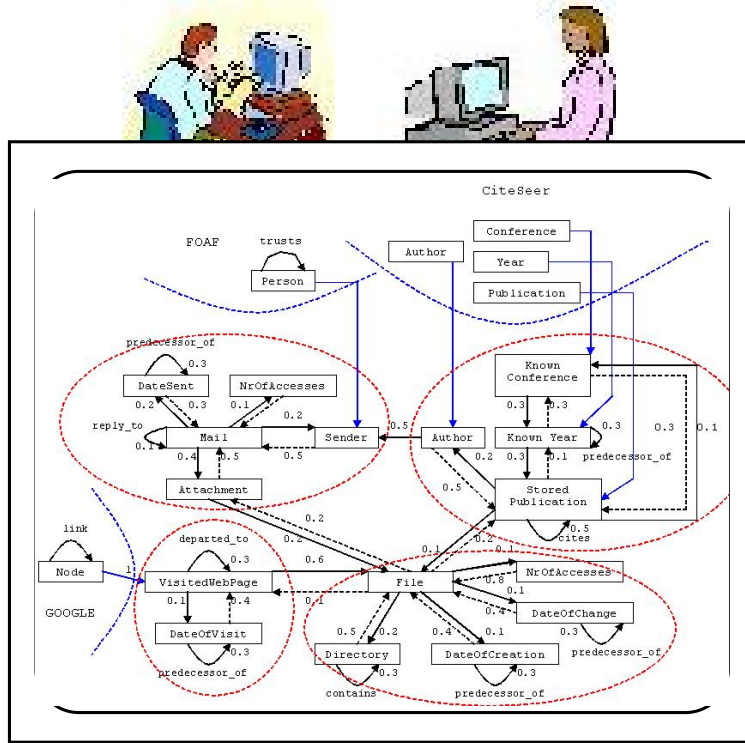 CiteSeer
Conference
FOAF
trusts
Author
Year
Person
Publication
predecessor_of
0.3
DateSent
NrOfAccesses
Known
Conference
0.2
0.3
0.1
0.2
0.3
0.3
0.3
0.1
reply_to
Mail
Sender
0.5
Author
Known Year
0.3
0.1
0.4
0.5
0.5
0.2
0.3
0.1
predecessor_of
Attachment
0.5
Stored
Publication
0.2
0.5
cites
link
departed_to
0.2
0.1
0.2
0.1
0.3
0.6
Node
1
VisitedWebPage
File
0.8
NrOfAccesses
GOOGLE
0.1
0.4
0.1
0.1
0.4
DateOfChange
DateOfVisit
0.5
0.2
0.4
0.1
0.3
0.3
Directory
DateOfCreation
predecessor_of
predecessor_of
0.3
0.3
contains
predecessor_of